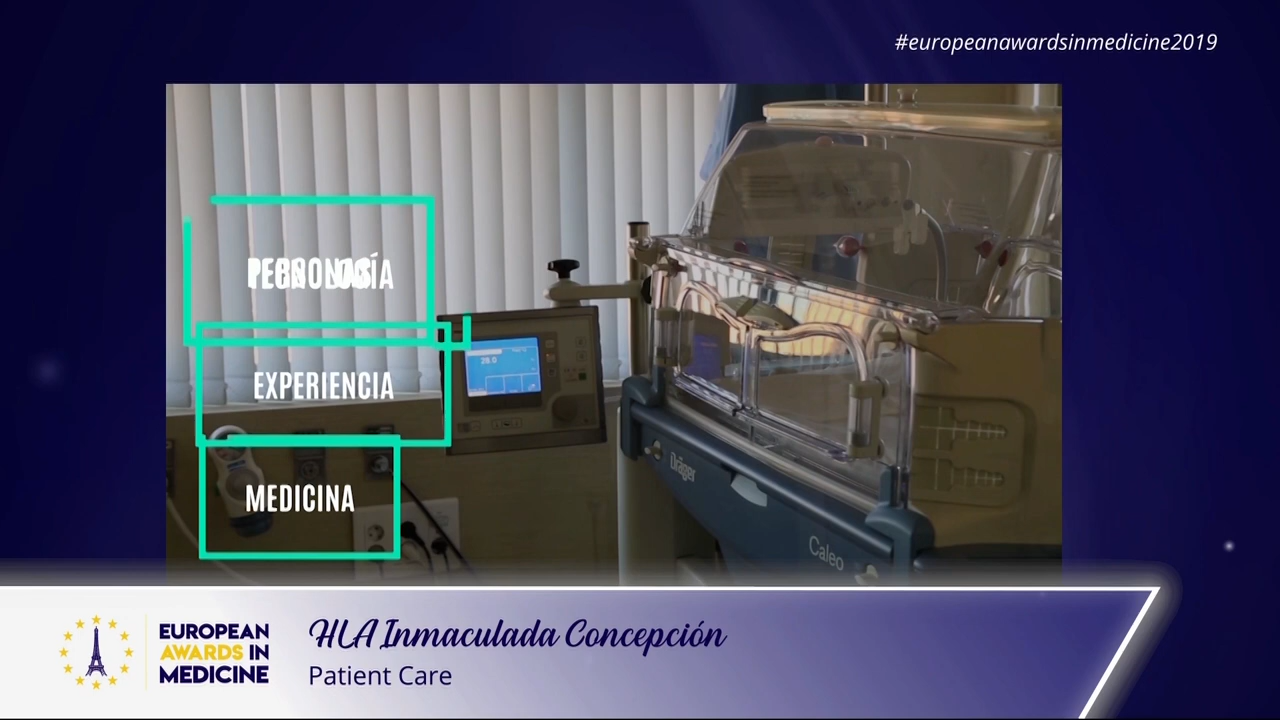 #europeanawardsinmedicine2019
EXPERIENCIA
MEDICINA
Dräger
Caleo
EUROPEAN
AWARDS IN
MEDICINE
HLA Inmaculada Concepción
Patient Care